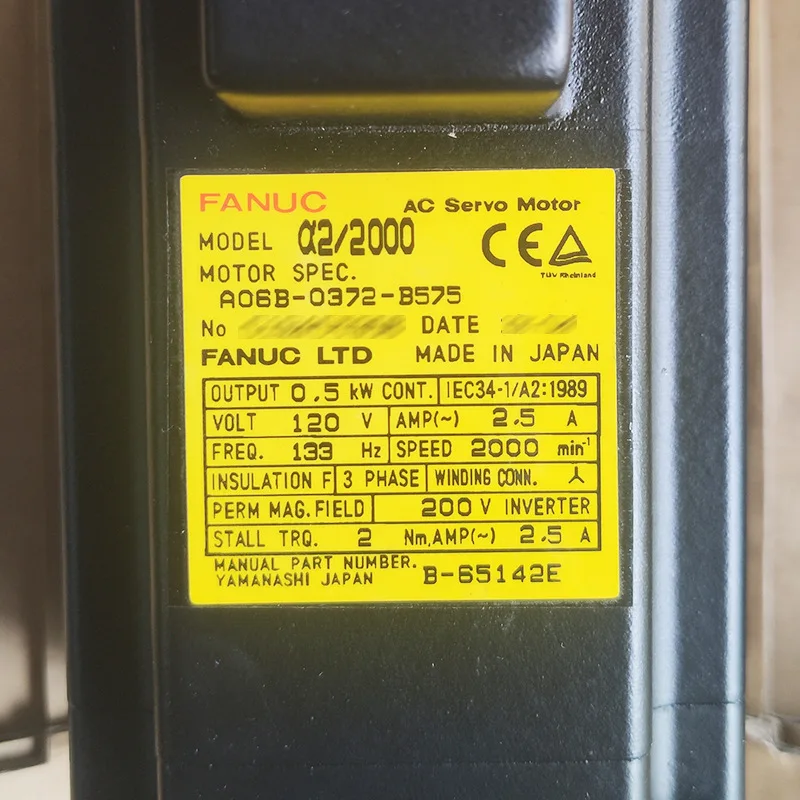 FANUC AC Servo Motor
MODEL α2/2000
CE
TUV Rheinland
MOTOR SPEC.
A06B-0372-B575
No DATE
FANUC LTD MADE IN JAPAN
OUTPUT 0.5 kW CONT. IEC34-1/A2:1989
VOLT 120 V AMP(~) 2.5 A
FREQ. 133 Hz SPEED 2000 min⁻¹
INSULATION F 3 PHASE WINDING CONN. 人
PERM MAG. FIELD 200 V INVERTER
STALL TRQ. 2 Nm, AMP(~) 2.5 A
MANUAL PART NUMBER. B-65142E
YAMANASHI JAPAN